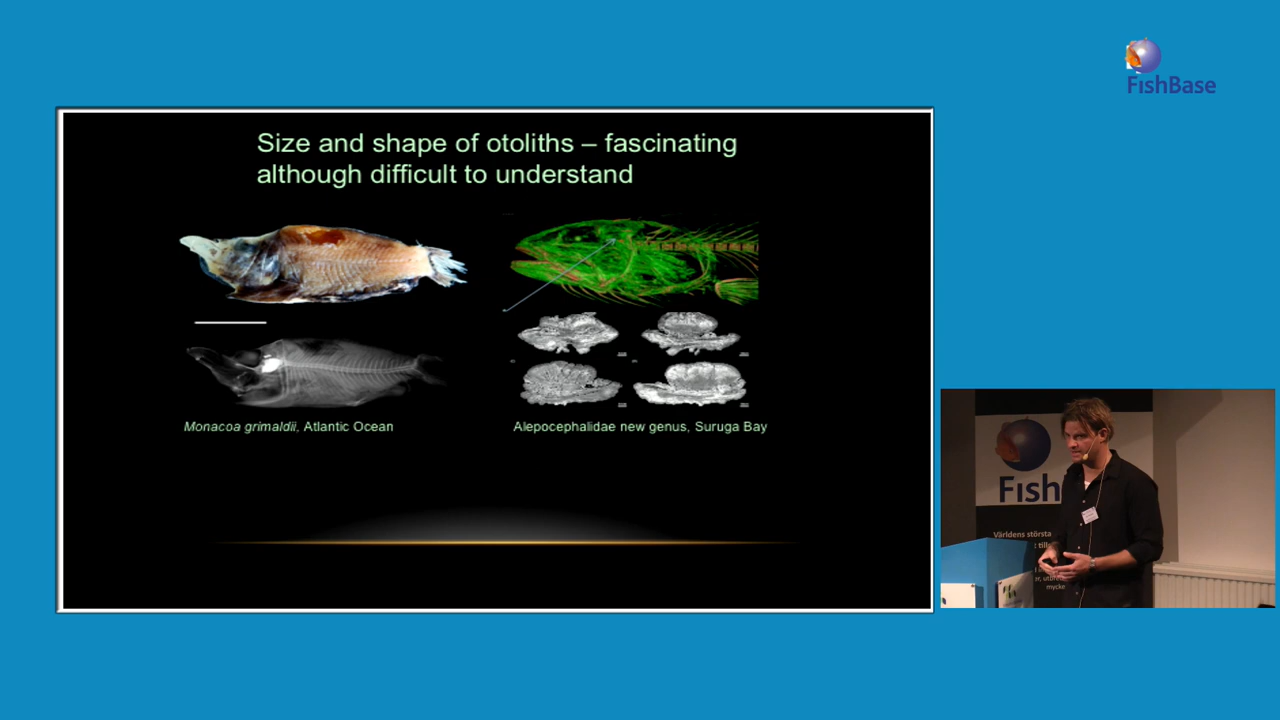 FishBase
Size and shape of otoliths – fascinating
although difficult to understand
Monacoa grimaldii, Atlantic Ocean
Alepocephalidae new genus, Suruga Bay
Fish
Världens största